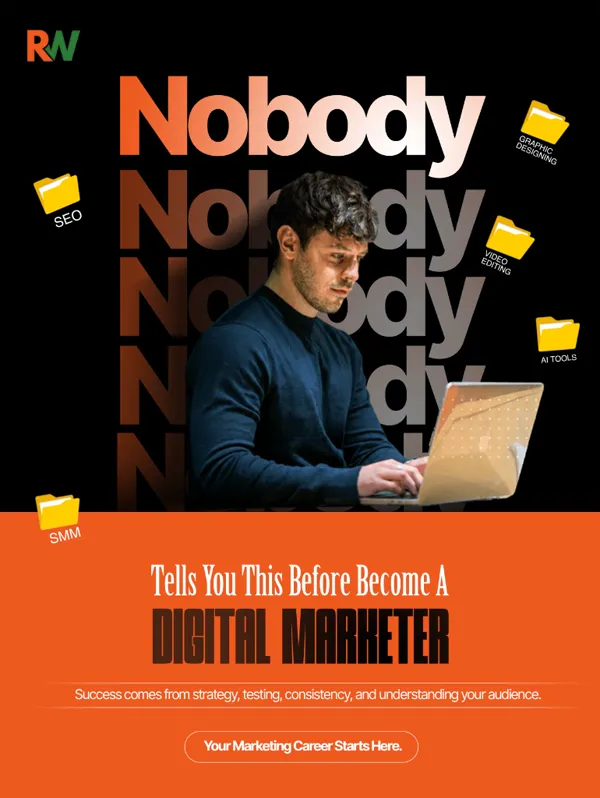 RW
Nobody
Nobody
Nobody
Nobody
Nobody
SEO
GRAPHIC
DESIGNING
VIDEO
EDITING
AI TOOLS
SMM
Tells You This Before Become A
DIGITAL MARKETER
Success comes from strategy, testing, consistency, and understanding your audience.
Your Marketing Career Starts Here.